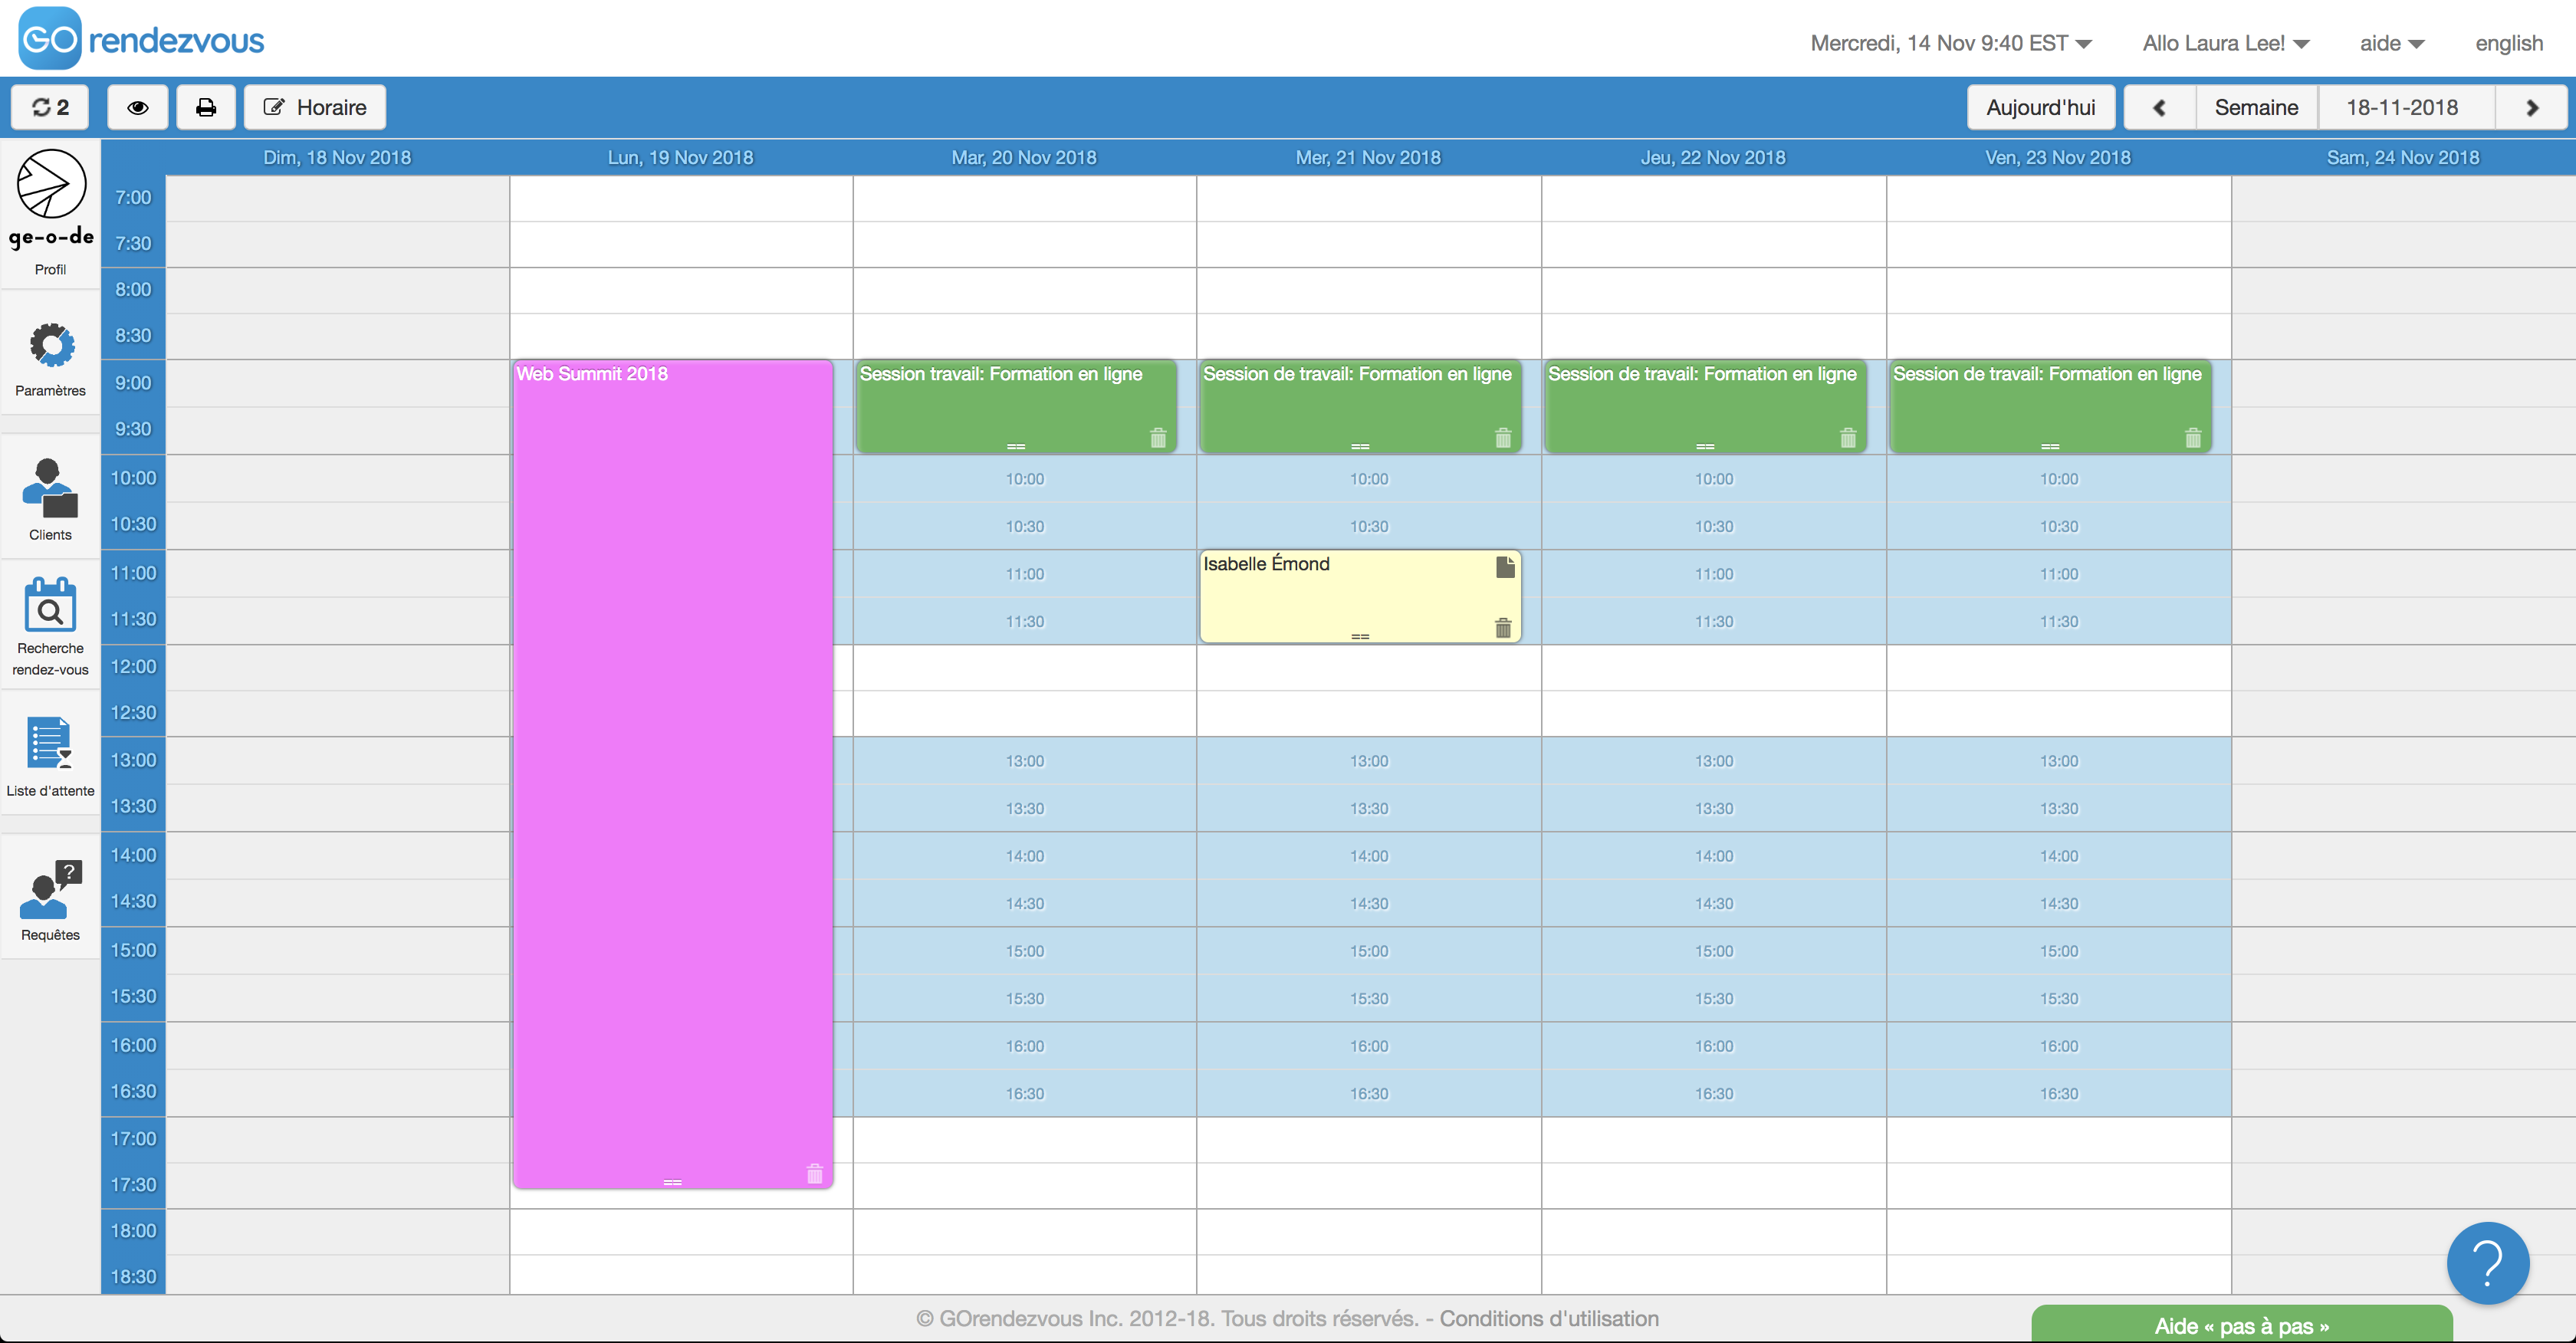 GO rendezvous
Mercredi, 14 Nov 9:40 EST
Allo Laura Lee!
aide
english
2
Horaire
Aujourd'hui
Semaine
18-11-2018
Dim, 18 Nov 2018
Lun, 19 Nov 2018
Mar, 20 Nov 2018
Mer, 21 Nov 2018
Jeu, 22 Nov 2018
Ven, 23 Nov 2018
Sam, 24 Nov 2018
ge-o-de
Profil
Paramètres
Clients
Recherche
rendez-vous
Liste d'attente
?
Requêtes
7:00
7:30
8:00
8:30
9:00
9:30
10:00
10:30
11:00
11:30
12:00
12:30
13:00
13:30
14:00
14:30
15:00
15:30
16:00
16:30
17:00
17:30
18:00
18:30
Web Summit 2018
Session travail: Formation en ligne
10:00
10:30
11:00
11:30
13:00
13:30
14:00
14:30
15:00
15:30
16:00
16:30
Session de travail: Formation en ligne
10:00
10:30
Isabelle Émond
13:00
13:30
14:00
14:30
15:00
15:30
16:00
16:30
Session de travail: Formation en ligne
10:00
10:30
11:00
11:30
13:00
13:30
14:00
14:30
15:00
15:30
16:00
16:30
Session de travail: Formation en ligne
10:00
10:30
11:00
11:30
13:00
13:30
14:00
14:30
15:00
15:30
16:00
16:30
?
© GOrendezvous Inc. 2012-18. Tous droits réservés. - Conditions d'utilisation
Aide « pas à pas »